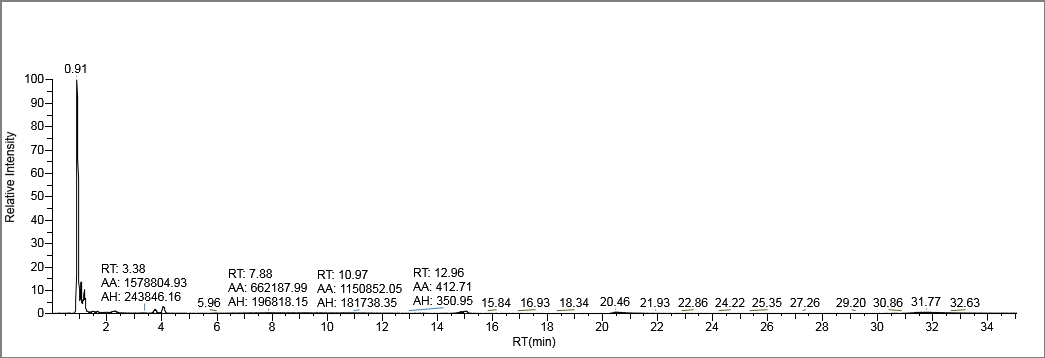 0.91
100
90
80
70
60
50
40
30
20
10
0
Relative Intensity
RT: 3.38
AA: 1578804.93
AH: 243846.16
5.96
RT: 7.88
AA: 662187.99
AH: 196818.15
RT: 10.97
AA: 1150852.05
AH: 181738.35
RT: 12.96
AA: 412.71
AH: 350.95
15.84 16.93 18.34 20.46 21.93 22.86 24.22 25.35 27.26 29.20 30.86 31.77 32.63
2 4 6 8 10 12 14 16 18 20 22 24 26 28 30 32 34
RT(min)